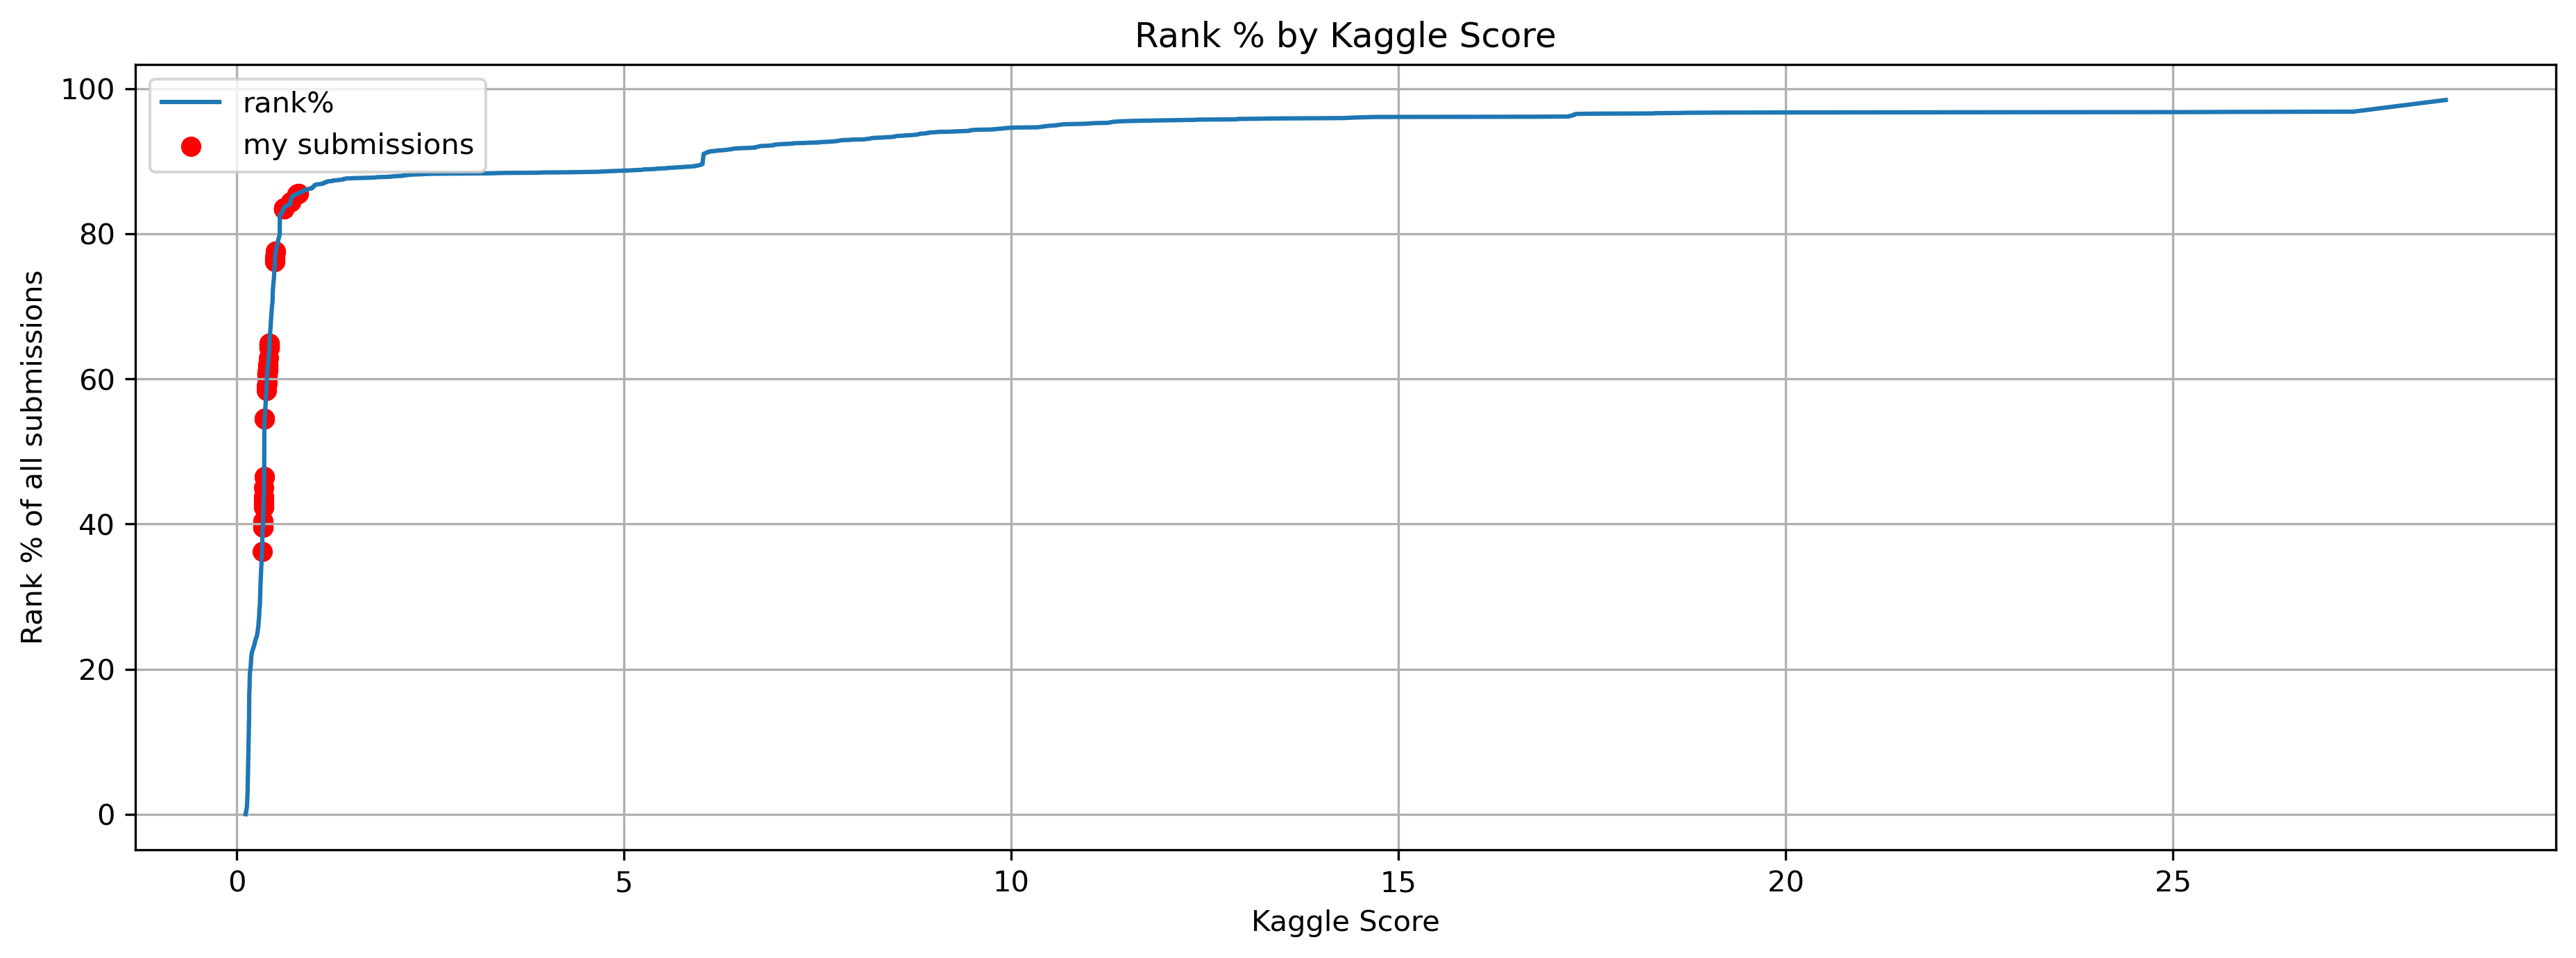 Rank % by Kaggle Score
rank%
my submissions
100
80
60
40
20
0
Rank % of all submissions
0 5 10 15 20 25
Kaggle Score